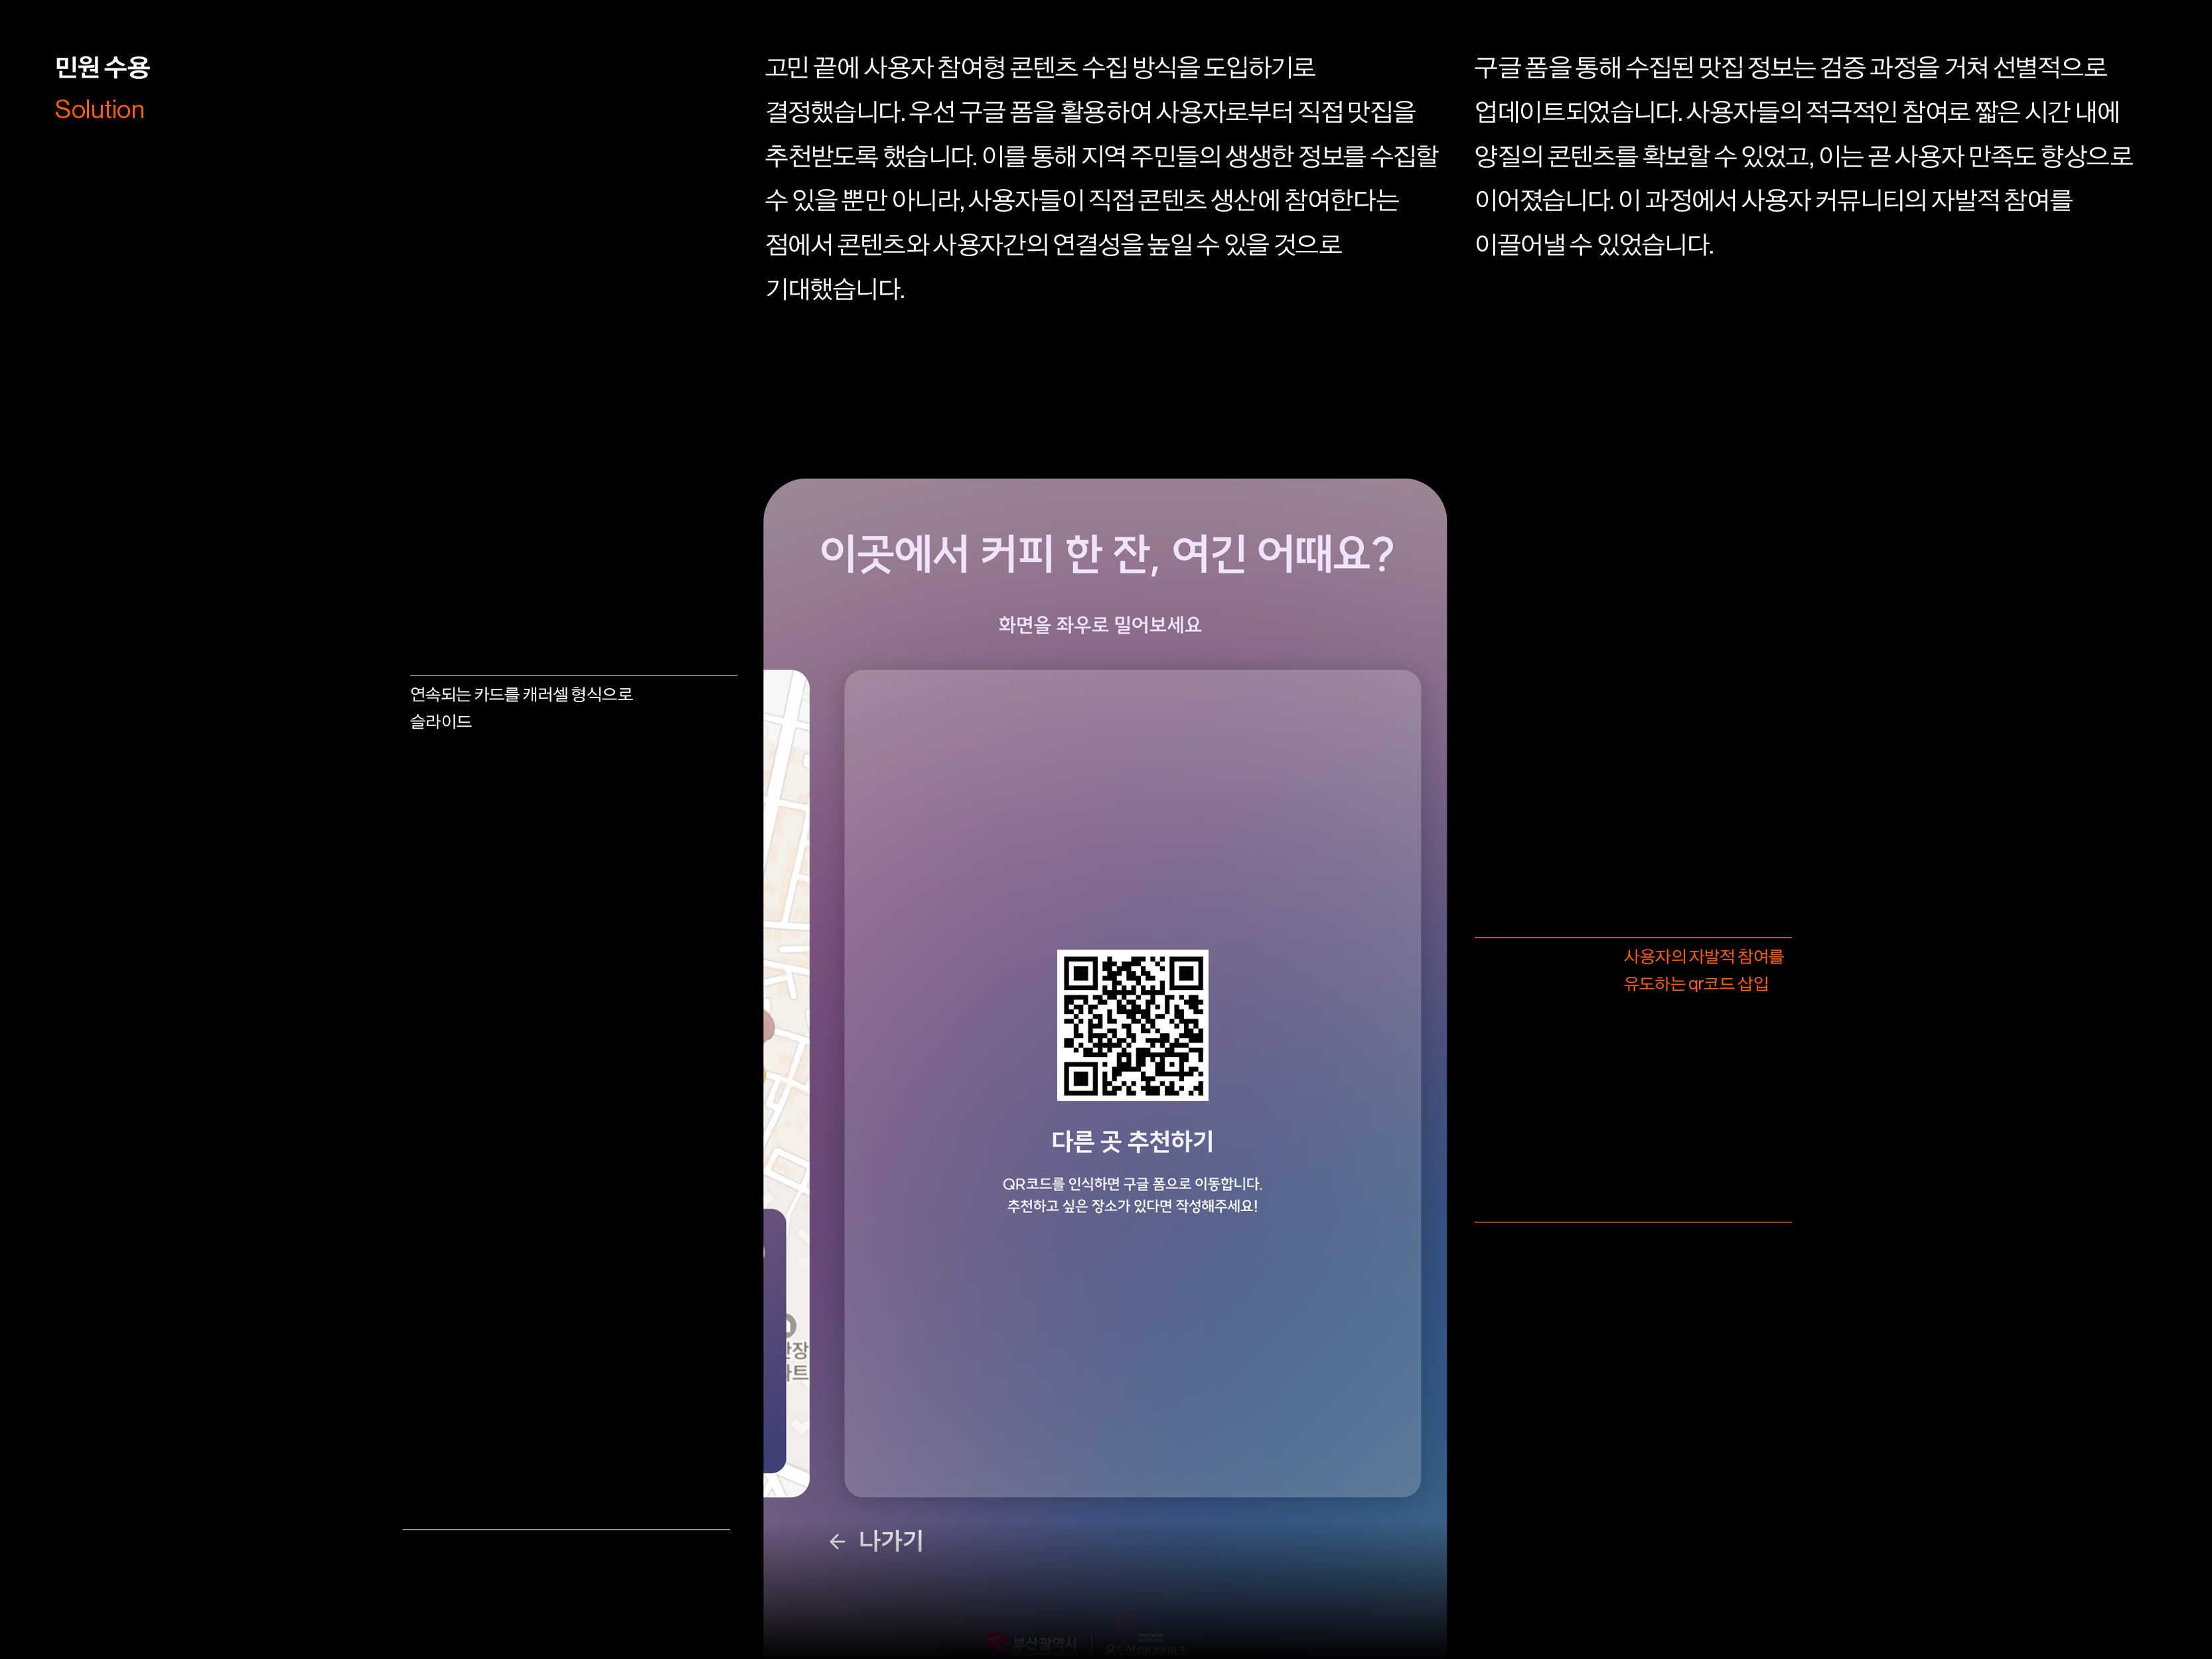 민원 수용
Solution
고민 끝에 사용자 참여형 콘텐츠 수집 방식을 도입하기로
결정했습니다. 우선 구글 폼을 활용하여 사용자로부터 직접 맛집을
추천받도록 했습니다. 이를 통해 지역 주민들의 생생한 정보를 수집할
수 있을 뿐만 아니라, 사용자들이 직접 콘텐츠 생산에 참여한다는
점에서 콘텐츠와 사용자간의 연결성을 높일 수 있을 것으로
기대했습니다.
구글 폼을 통해 수집된 맛집 정보는 검증 과정을 거쳐 선별적으로
업데이트되었습니다. 사용자들의 적극적인 참여로 짧은 시간 내에
양질의 콘텐츠를 확보할 수 있었고, 이는 곧 사용자 만족도 향상으로
이어졌습니다. 이 과정에서 사용자 커뮤니티의 자발적 참여를
이끌어낼 수 있었습니다.
이곳에서 커피 한 잔, 여긴 어때요?
화면을 좌우로 밀어보세요
연속되는 카드를 캐러셀 형식으로
슬라이드
사용자의 자발적 참여를
유도하는 qr코드 삽입
다른 곳 추천하기
QR코드를 인식하면 구글 폼으로 이동합니다.
추천하고 싶은 장소가 있다면 작성해주세요!
← 나가기
부산광역시